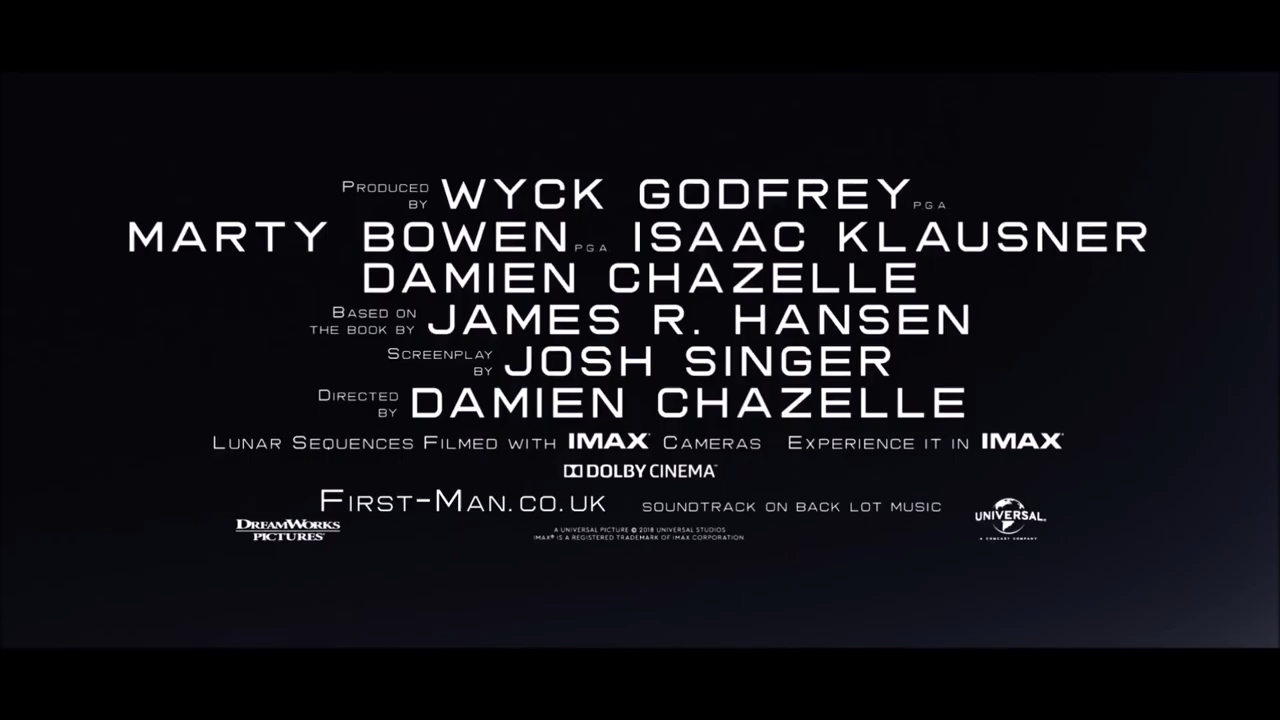 PRODUCED BY WYCK GODFREY P.G.A.
MARTY BOWEN P.G.A. ISAAC KLAUSNER
DAMIEN CHAZELLE
BASED ON THE BOOK BY JAMES R. HANSEN
SCREENPLAY BY JOSH SINGER
DIRECTED BY DAMIEN CHAZELLE
LUNAR SEQUENCES FILMED WITH IMAX® CAMERAS EXPERIENCE IT IN IMAX®
DOLBY CINEMA™
FIRST-MAN.CO.UK SOUNDTRACK ON BACK LOT MUSIC
DREAMWORKS PICTURES
A UNIVERSAL PICTURE © 2018 UNIVERSAL STUDIOS
IMAX® IS A REGISTERED TRADEMARK OF IMAX CORPORATION
UNIVERSAL
A COMCAST COMPANY